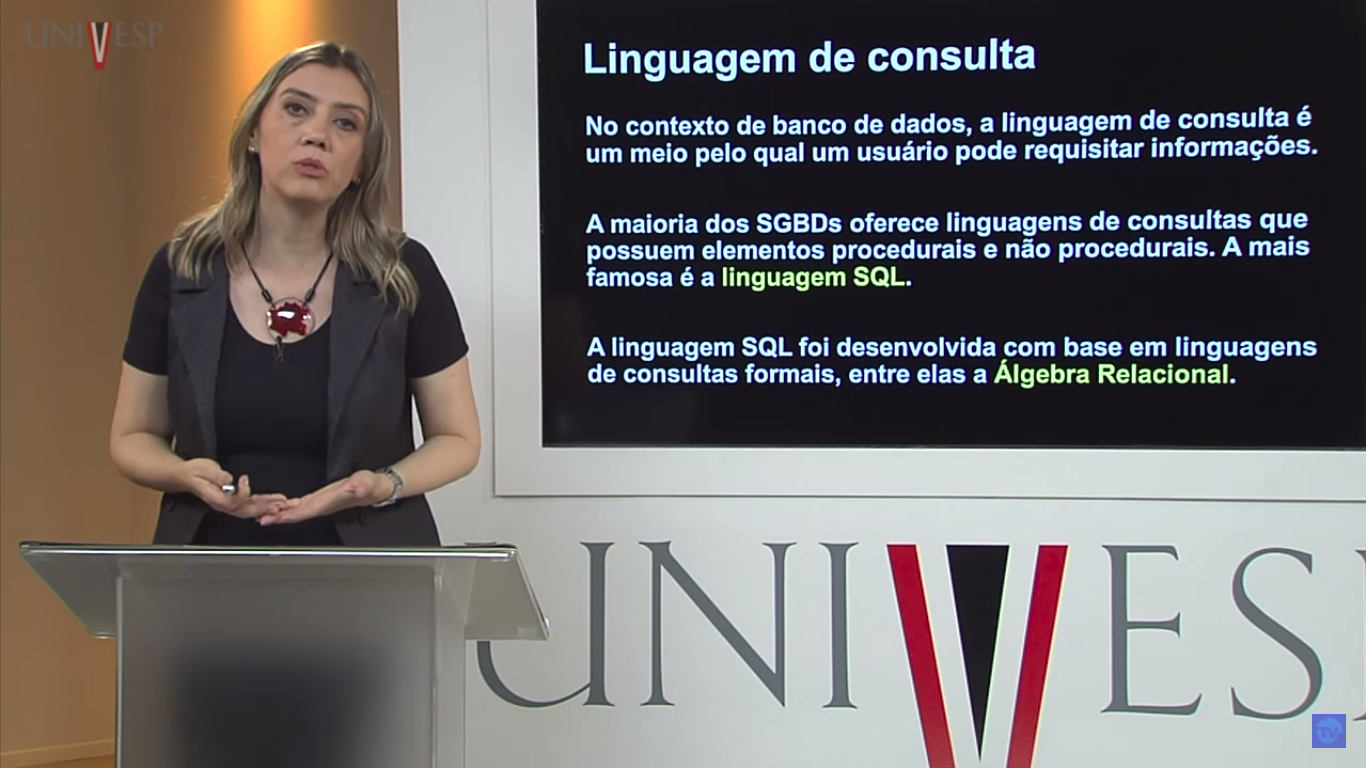 UNIVESP
Linguagem de consulta
No contexto de banco de dados, a linguagem de consulta é
um meio pelo qual um usuário pode requisitar informações.
A maioria dos SGBDs oferece linguagens de consultas que
possuem elementos procedurais e não procedurais. A mais
famosa é a linguagem SQL.
A linguagem SQL foi desenvolvida com base em linguagens
de consultas formais, entre elas a Álgebra Relacional.
UNIVES
TV